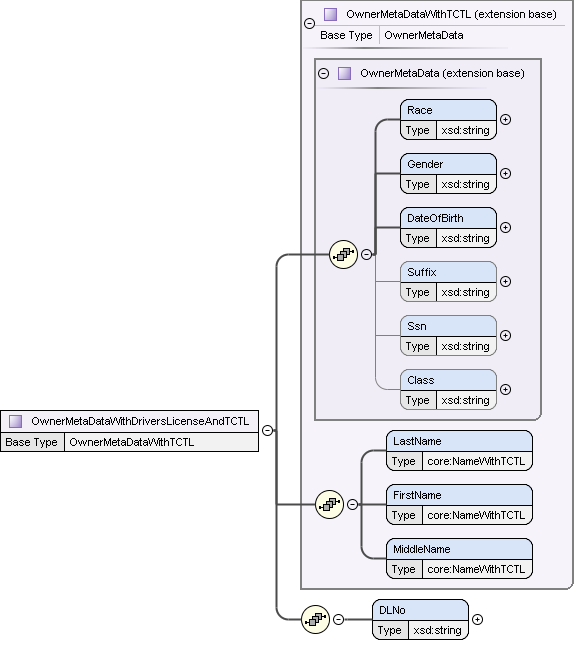 OwnerMetaDataWithTCTL (extension base)
Base Type OwnerMetaData
OwnerMetaData (extension base)
Race
Type xsd:string
Gender
Type xsd:string
DateOfBirth
Type xsd:string
Suffix
Type xsd:string
Ssn
Type xsd:string
Class
Type xsd:string
OwnerMetaDataWithDriversLicenseAndTCTL
Base Type OwnerMetaDataWithTCTL
LastName
Type core:NameWithTCTL
FirstName
Type core:NameWithTCTL
MiddleName
Type core:NameWithTCTL
DLNo
Type xsd:string